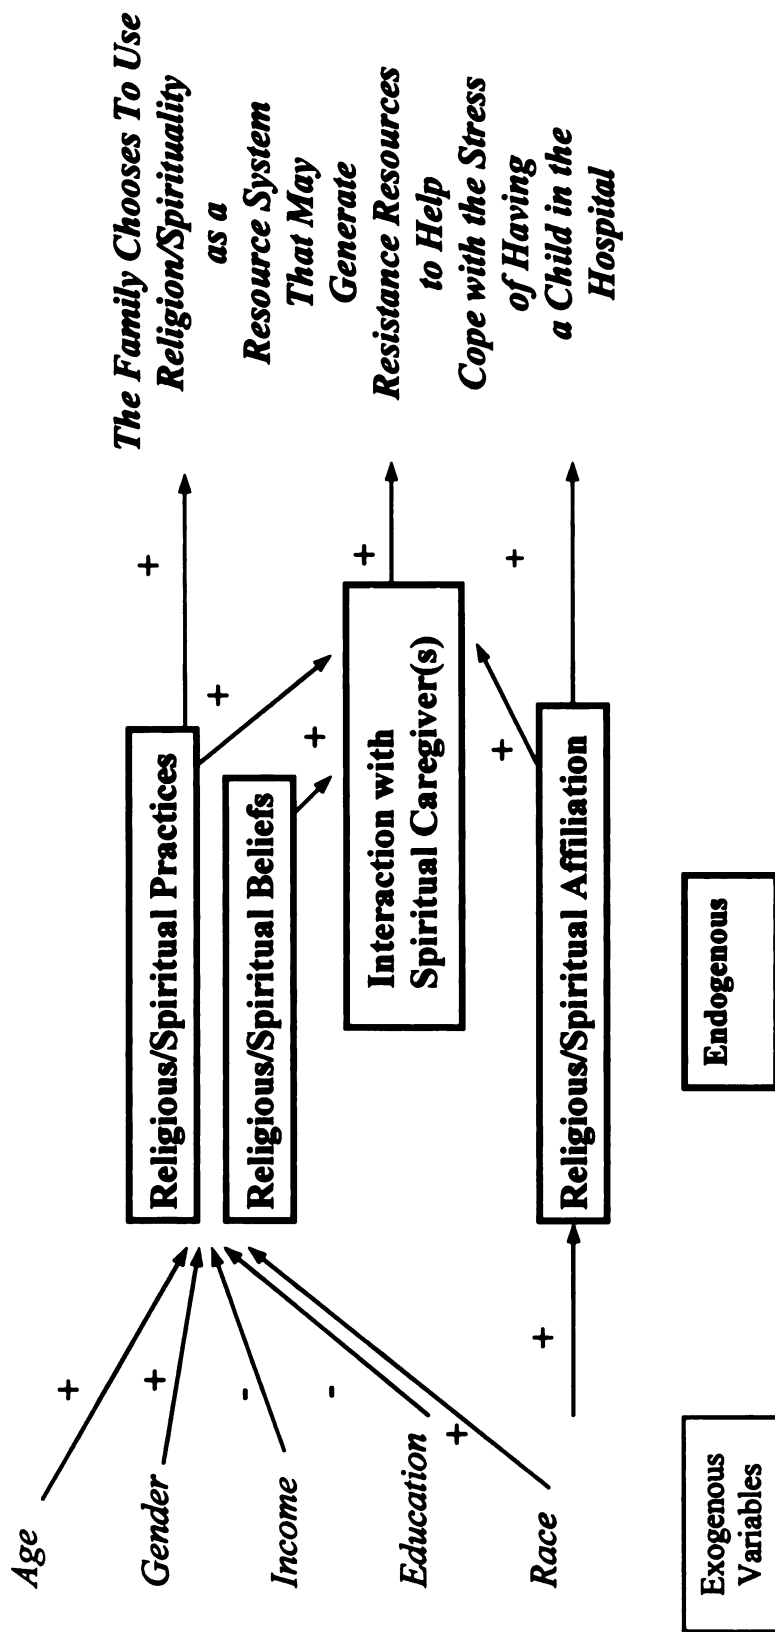 Age
Gender
Income
Education
Race
+
+
-
-
+
+
Religious/Spiritual Practices
Religious/Spiritual Beliefs
Interaction with
Spiritual Caregiver(s)
Religious/Spiritual Affiliation
+
+
+
+
+
+
The Family Chooses To Use
Religion/Spirituality
as a
Resource System
That May
Generate
Resistance Resources
to Help
Cope with the Stress
of Having
a Child in the
Hospital
Exogenous
Variables
Endogenous